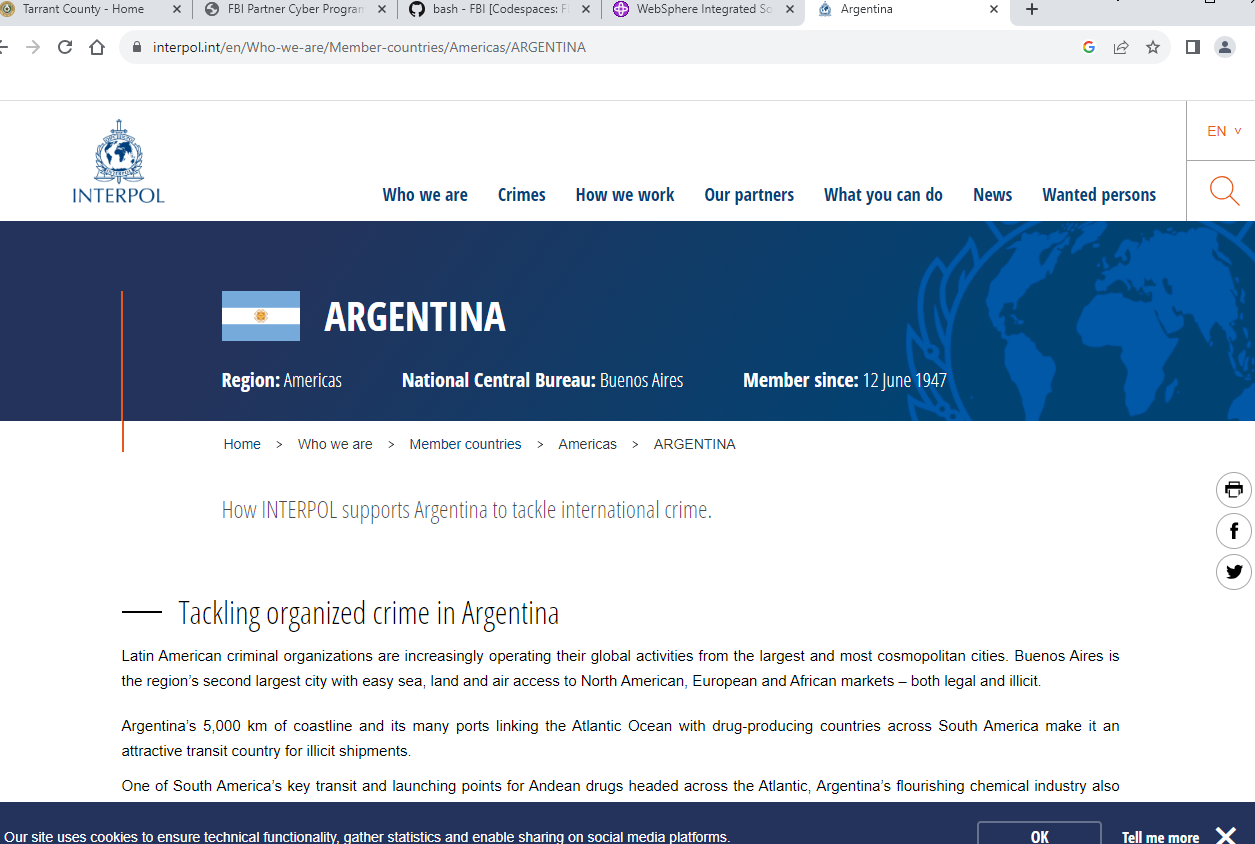 Tarrant County - Home
FBI Partner Cyber Program
bash - FBI [Codespaces: F
WebSphere Integrated So
Argentina
interpol.int/en/Who-we-are/Member-countries/Americas/ARGENTINA
INTERPOL
Who we are Crimes How we work Our partners What you can do News Wanted persons
EN
ARGENTINA
Region: Americas National Central Bureau: Buenos Aires Member since: 12 June 1947
Home > Who we are > Member countries > Americas > ARGENTINA
How INTERPOL supports Argentina to tackle international crime.
Tackling organized crime in Argentina
Latin American criminal organizations are increasingly operating their global activities from the largest and most cosmopolitan cities. Buenos Aires is
the region’s second largest city with easy sea, land and air access to North American, European and African markets – both legal and illicit.
Argentina’s 5,000 km of coastline and its many ports linking the Atlantic Ocean with drug-producing countries across South America make it an
attractive transit country for illicit shipments.
One of South America’s key transit and launching points for Andean drugs headed across the Atlantic, Argentina’s flourishing chemical industry also
Our site uses cookies to ensure technical functionality, gather statistics and enable sharing on social media platforms.
OK
Tell me more